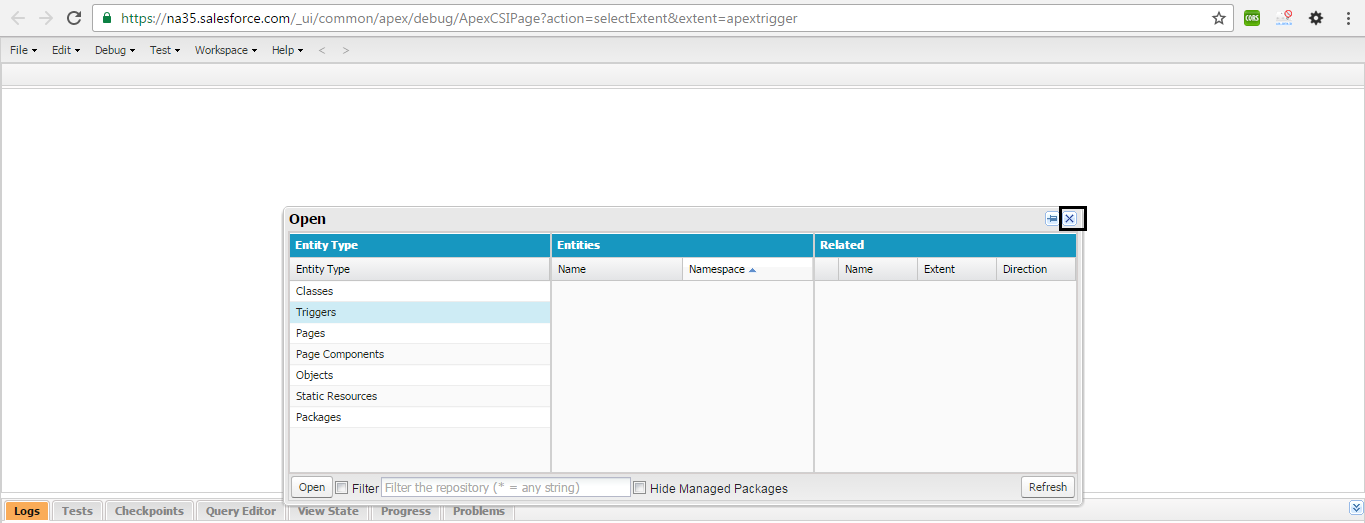 https://na35.salesforce.com/_ui/common/apex/debug/ApexCSIPage?action=selectExtent&extent=apextrigger
CORS
File Edit Debug Test Workspace Help < >
Open
Entity Type Entities Related
Entity Type Name Namespace Name Extent Direction
Classes
Triggers
Pages
Page Components
Objects
Static Resources
Packages
Open Filter Filter the repository (* = any string) Hide Managed Packages Refresh
Logs Tests Checkpoints Query Editor View State Progress Problems